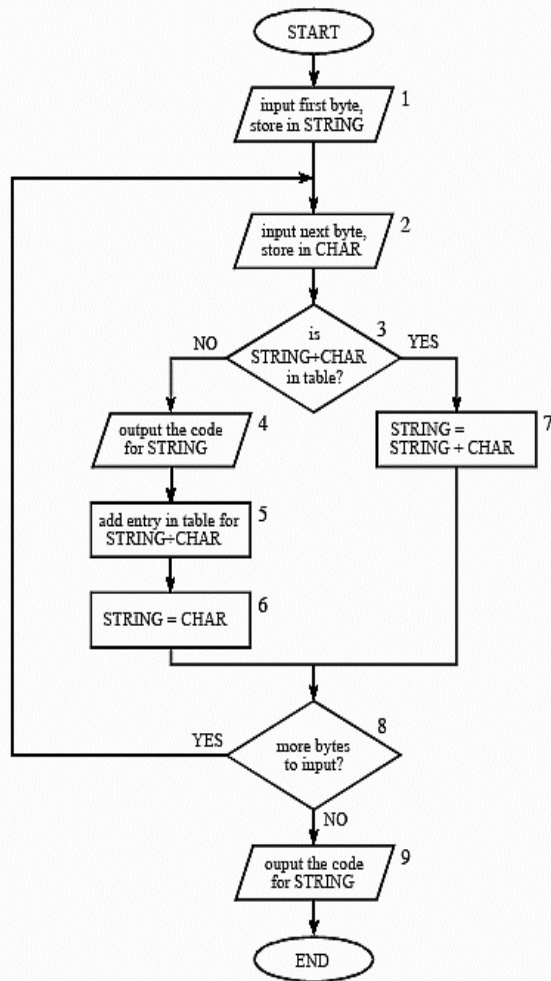 START
1
input first byte,
store in STRING
2
input next byte,
store in CHAR
3
is
STRING+CHAR
in table?
NO
YES
4
output the code
for STRING
7
STRING =
STRING + CHAR
5
add entry in table for
STRING+CHAR
6
STRING = CHAR
8
more bytes
to input?
YES
NO
9
ouput the code
for STRING
END